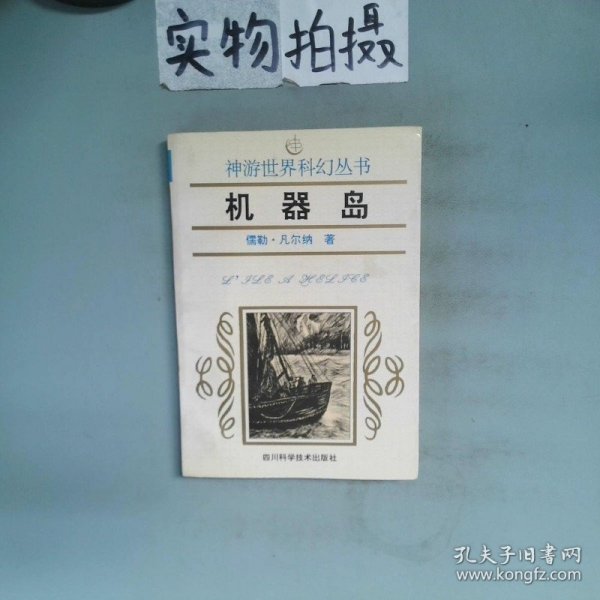 实物拍摄
神游世界科幻丛书
机器岛
儒勒·凡尔纳 著
L'ILE A HELICE
四川科学技术出版社
孔夫子旧书网
www.kongfz.com